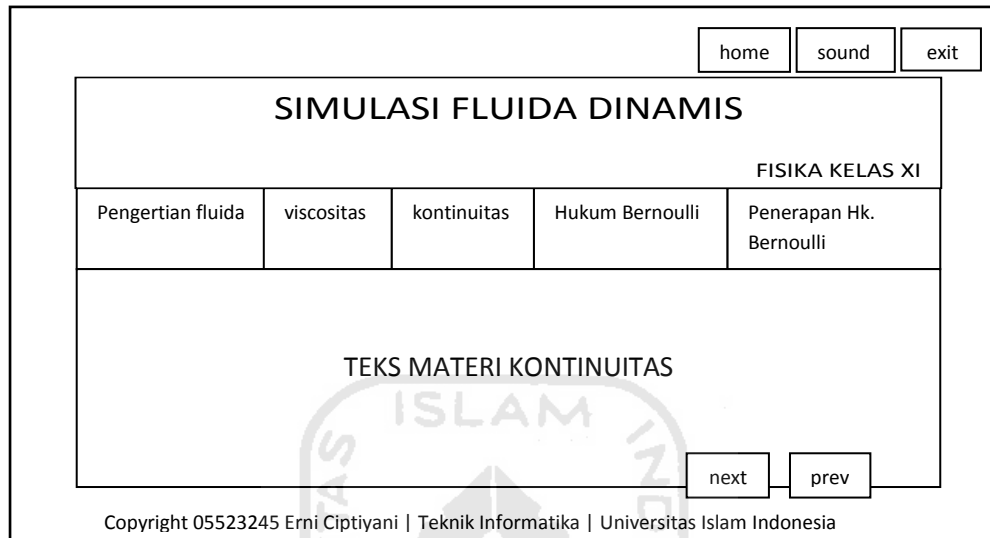 home sound exit
SIMULASI FLUIDA DINAMIS
FISIKA KELAS XI
Pengertian fluida viscositas kontinuitas Hukum Bernoulli Penerapan Hk.
Bernoulli
TEKS MATERI KONTINUITAS
ISLAM
next prev
Copyright 05523245 Erni Ciptiyani | Teknik Informatika | Universitas Islam Indonesia